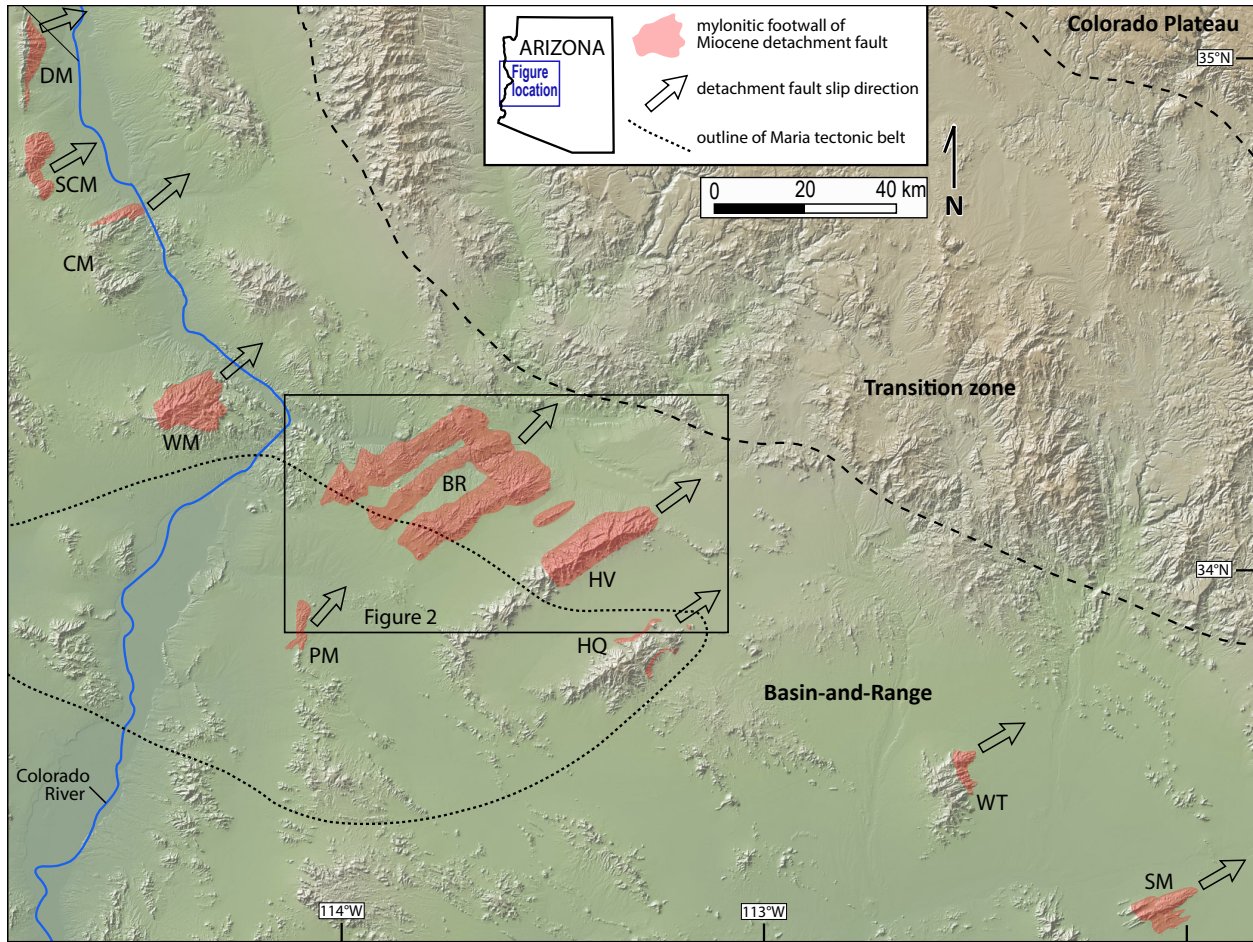 Colorado Plateau
35°N
ARIZONA
Figure
location
mylonitic footwall of
Miocene detachment fault
detachment fault slip direction
outline of Maria tectonic belt
0 20 40 km
N
DM
SCM
CM
WM
Transition zone
BR
HV
34°N
Figure 2
PM
HQ
Basin-and-Range
Colorado
River
WT
SM
114°W
113°W